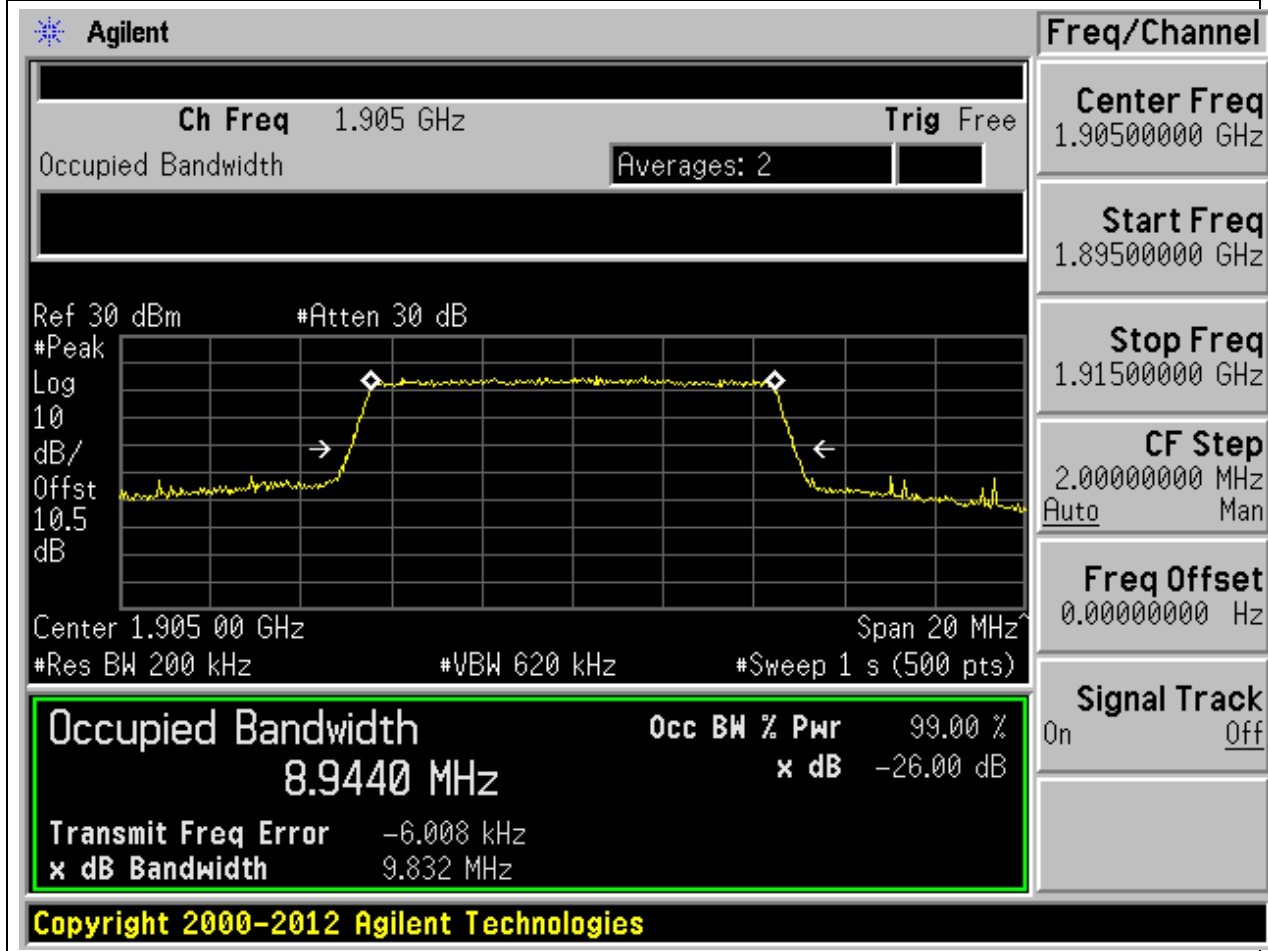 Agilent
Freq/Channel
Ch Freq 1.905 GHz Trig Free
Occupied Bandwidth Averages: 2
Center Freq
1.90500000 GHz
Start Freq
1.89500000 GHz
Stop Freq
1.91500000 GHz
CF Step
2.00000000 MHz
Auto Man
Freq Offset
0.00000000 Hz
Signal Track
On Off
Ref 30 dBm #Atten 30 dB
#Peak
Log
10
dB/
Offst
10.5
dB
Center 1.905 00 GHz Span 20 MHz^
#Res BW 200 kHz #VBW 620 kHz #Sweep 1 s (500 pts)
Occupied Bandwidth Occ BW % Pwr 99.00 %
8.9440 MHz x dB -26.00 dB
Transmit Freq Error -6.008 kHz
x dB Bandwidth 9.832 MHz
Copyright 2000-2012 Agilent Technologies